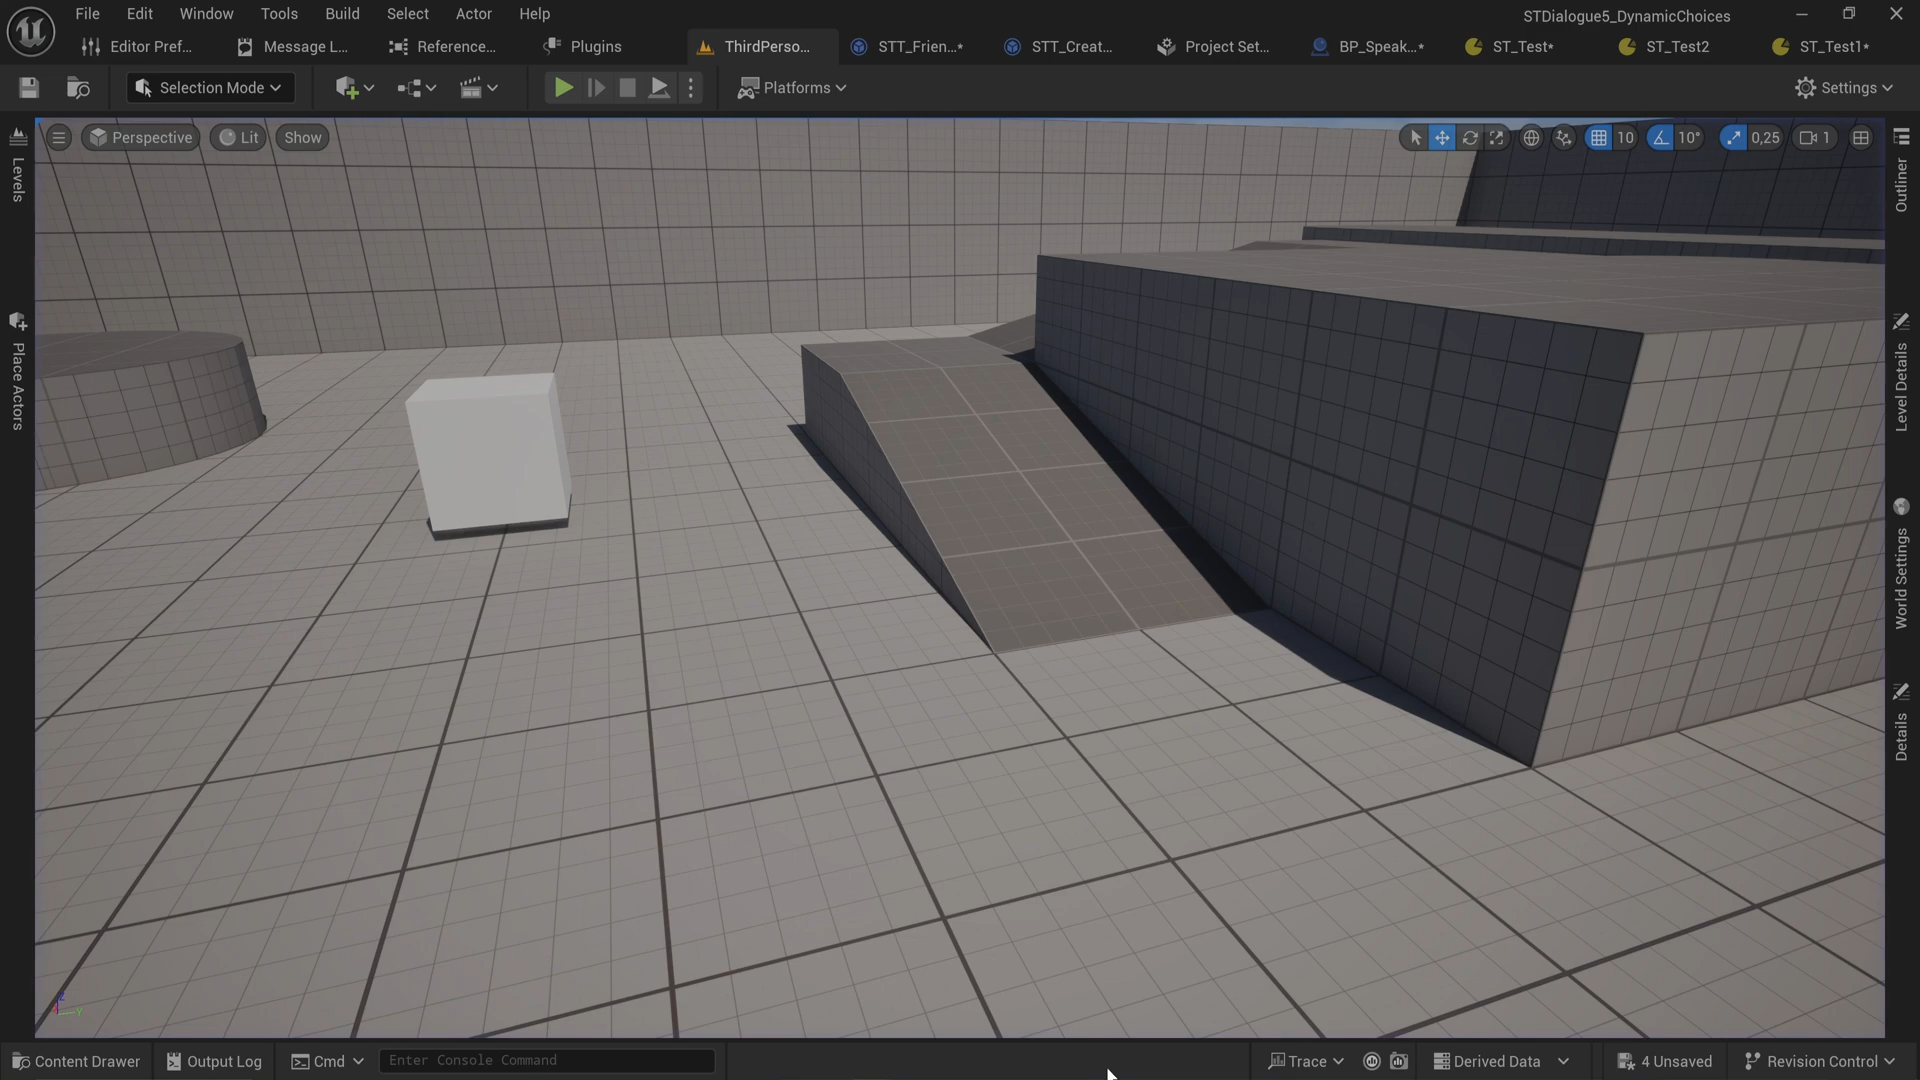 File Edit Window Tools Build Select Actor Help
STDialogue5_DynamicChoices
Editor Pref... Message L... Reference... Plugins ThirdPerso... STT_Frien...* STT_Creat... Project Set... BP_Speak...* ST_Test* ST_Test2 ST_Test1*
Selection Mode Platforms Settings
Perspective Lit Show 10 10° 0,25 1
Levels
Place Actors
Outliner
Level Details
World Settings
Details
Z
Y
Content Drawer Output Log Cmd Enter Console Command Trace Derived Data 4 Unsaved Revision Control